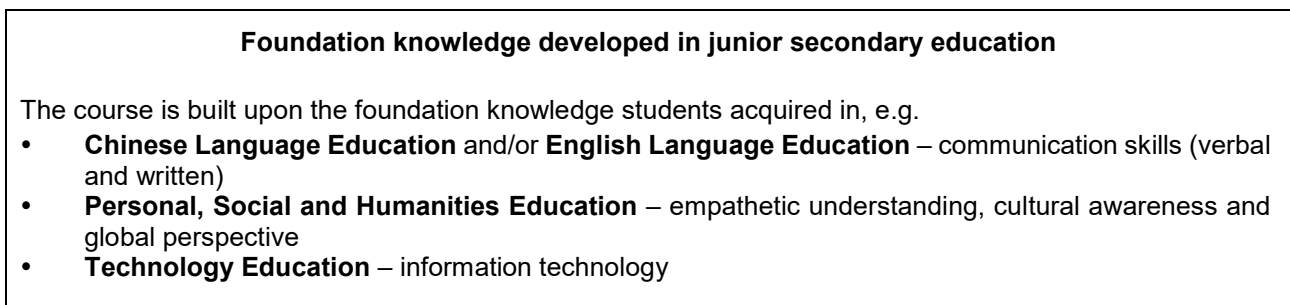 Foundation knowledge developed in junior secondary education
The course is built upon the foundation knowledge students acquired in, e.g.
• Chinese Language Education and/or English Language Education – communication skills (verbal
and written)
• Personal, Social and Humanities Education – empathetic understanding, cultural awareness and
global perspective
• Technology Education – information technology